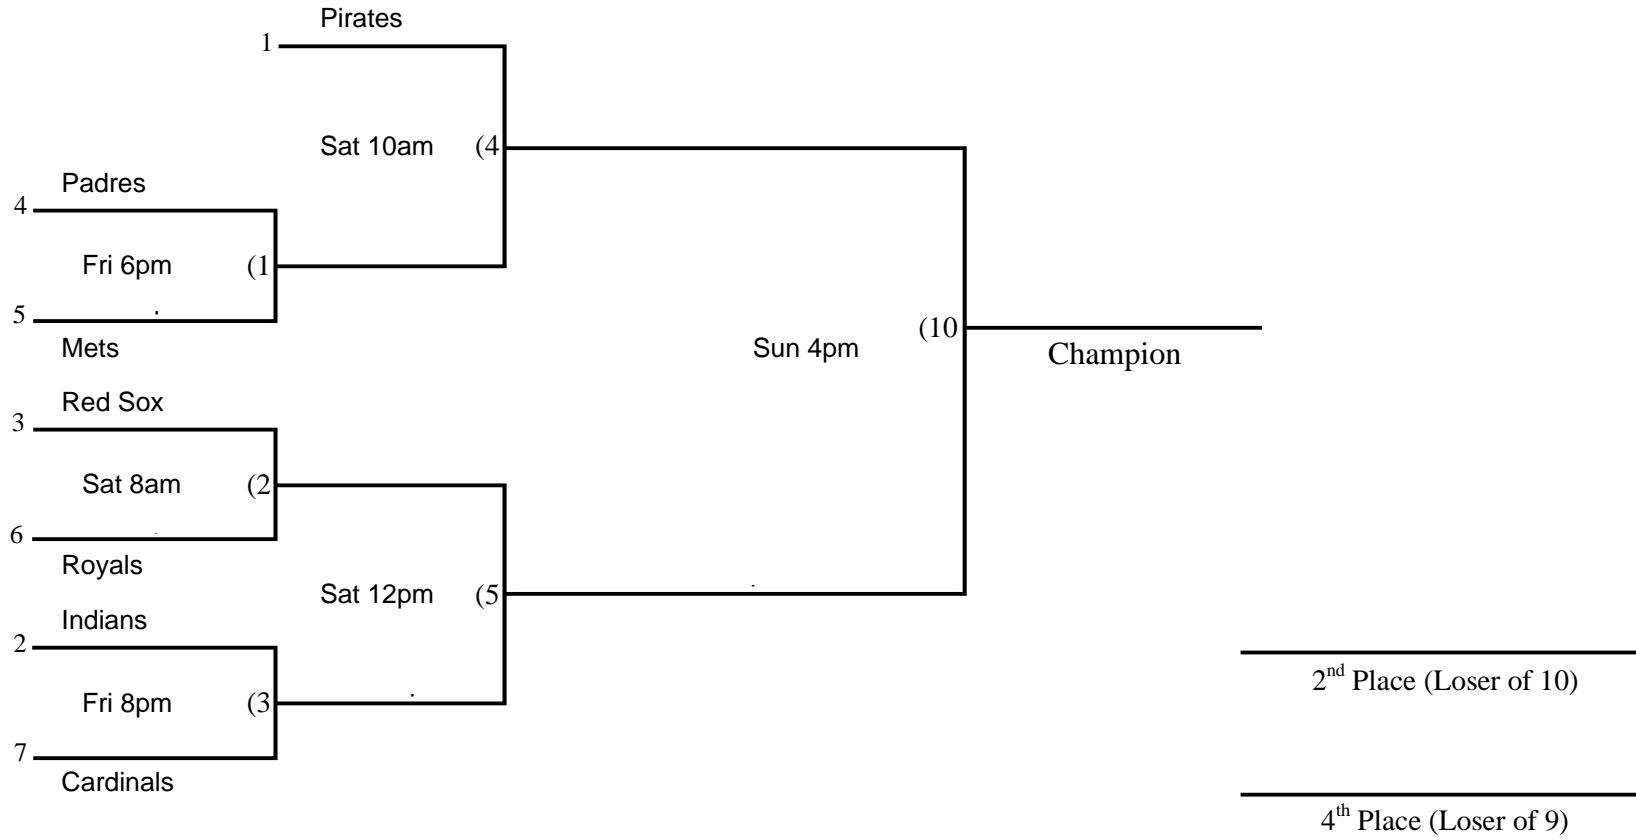 Pirates
1
Sat 10am (4
Padres
4
Fri 6pm (1
5
Mets
Sun 4pm (10
Champion
Red Sox
3
Sat 8am (2
6
Royals
Sat 12pm (5
Indians
2
Fri 8pm (3
7
Cardinals
2nd Place (Loser of 10)
4th Place (Loser of 9)